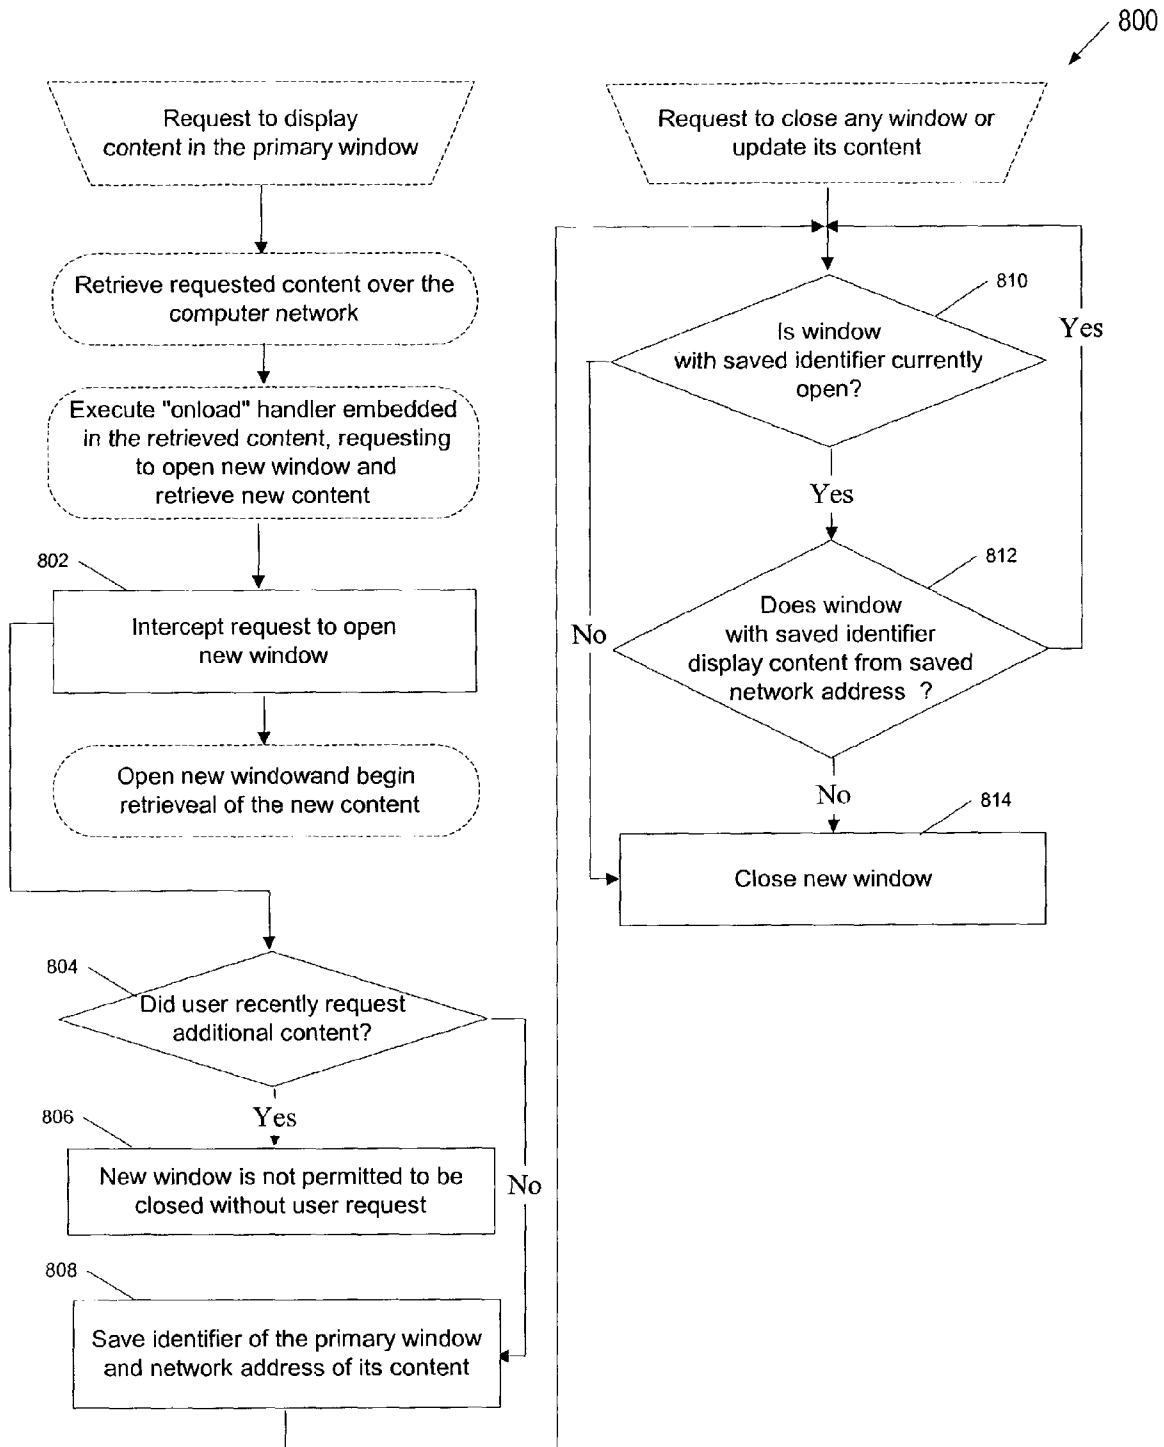 800
Request to display
content in the primary window
Retrieve requested content over the
computer network
Execute "onload" handler embedded
in the retrieved content, requesting
to open new window and
retrieve new content
802
Intercept request to open
new window
Open new windowand begin
retrieveal of the new content
804
Did user recently request
additional content?
Yes
806
New window is not permitted to be
closed without user request
No
808
Save identifier of the primary window
and network address of its content
Request to close any window or
update its content
810
Is window
with saved identifier currently
open?
Yes
Yes
812
Does window
with saved identifier
display content from saved
network address ?
No
No
814
Close new window